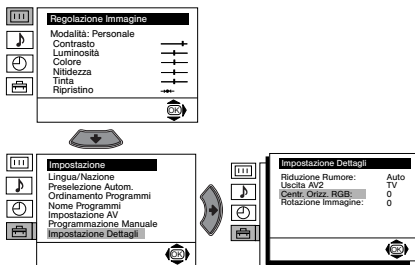 Regolazione Immagine
Modalità: Personale
Contrasto
Luminosità
Colore
Nitidezza
Tinta
Ripristino
OK
Impostazione
Lingua/Nazione
Preselezione Autom.
Ordinamento Programmi
Nome Programmi
Impostazione AV
Programmazione Manuale
Impostazione Dettagli
OK
Impostazione Dettagli
Riduzione Rumore: Auto
Uscita AV2 TV
Centr. Orizz. RGB: 0
Rotazione Immagine: 0
OK